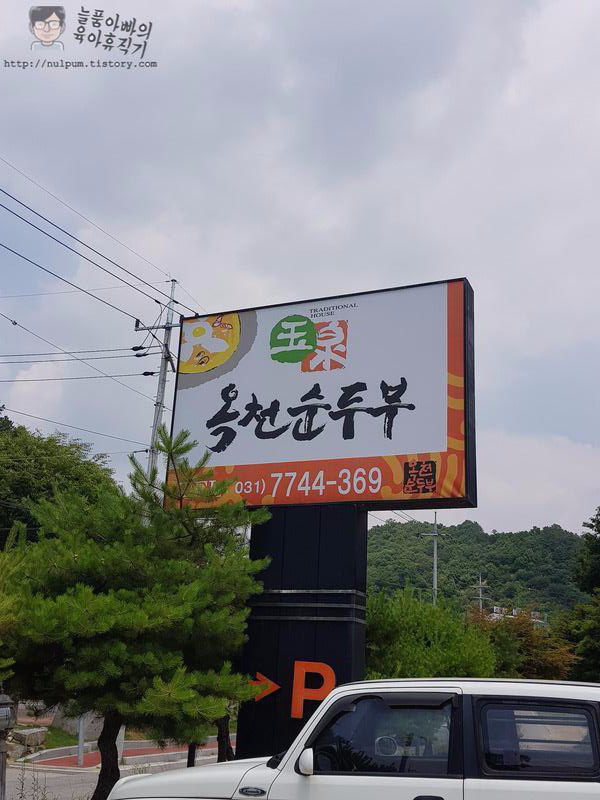 늘품아빠의
육아휴직기
http://nulpum.tistory.com
TRADITIONAL
HOUSE
玉泉
옥천순두부
031) 7744-369
옥천
순두부
P